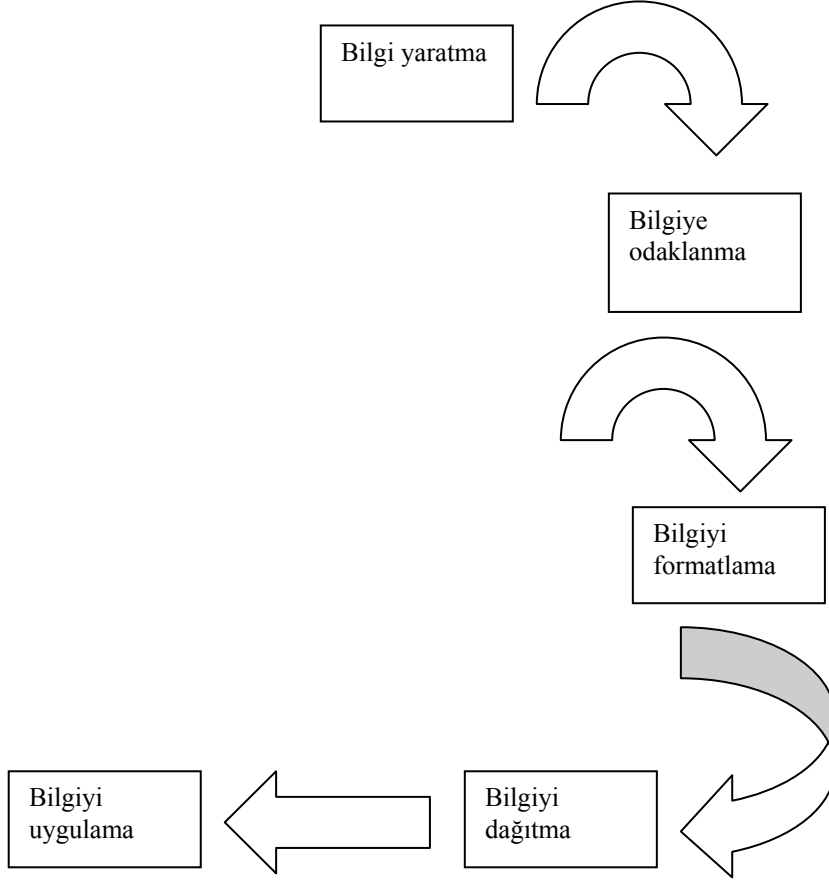 Bilgi yaratma
Bilgiye
odaklanma
Bilgiyi
formatlama
Bilgiyi
dağıtma
Bilgiyi
uygulama